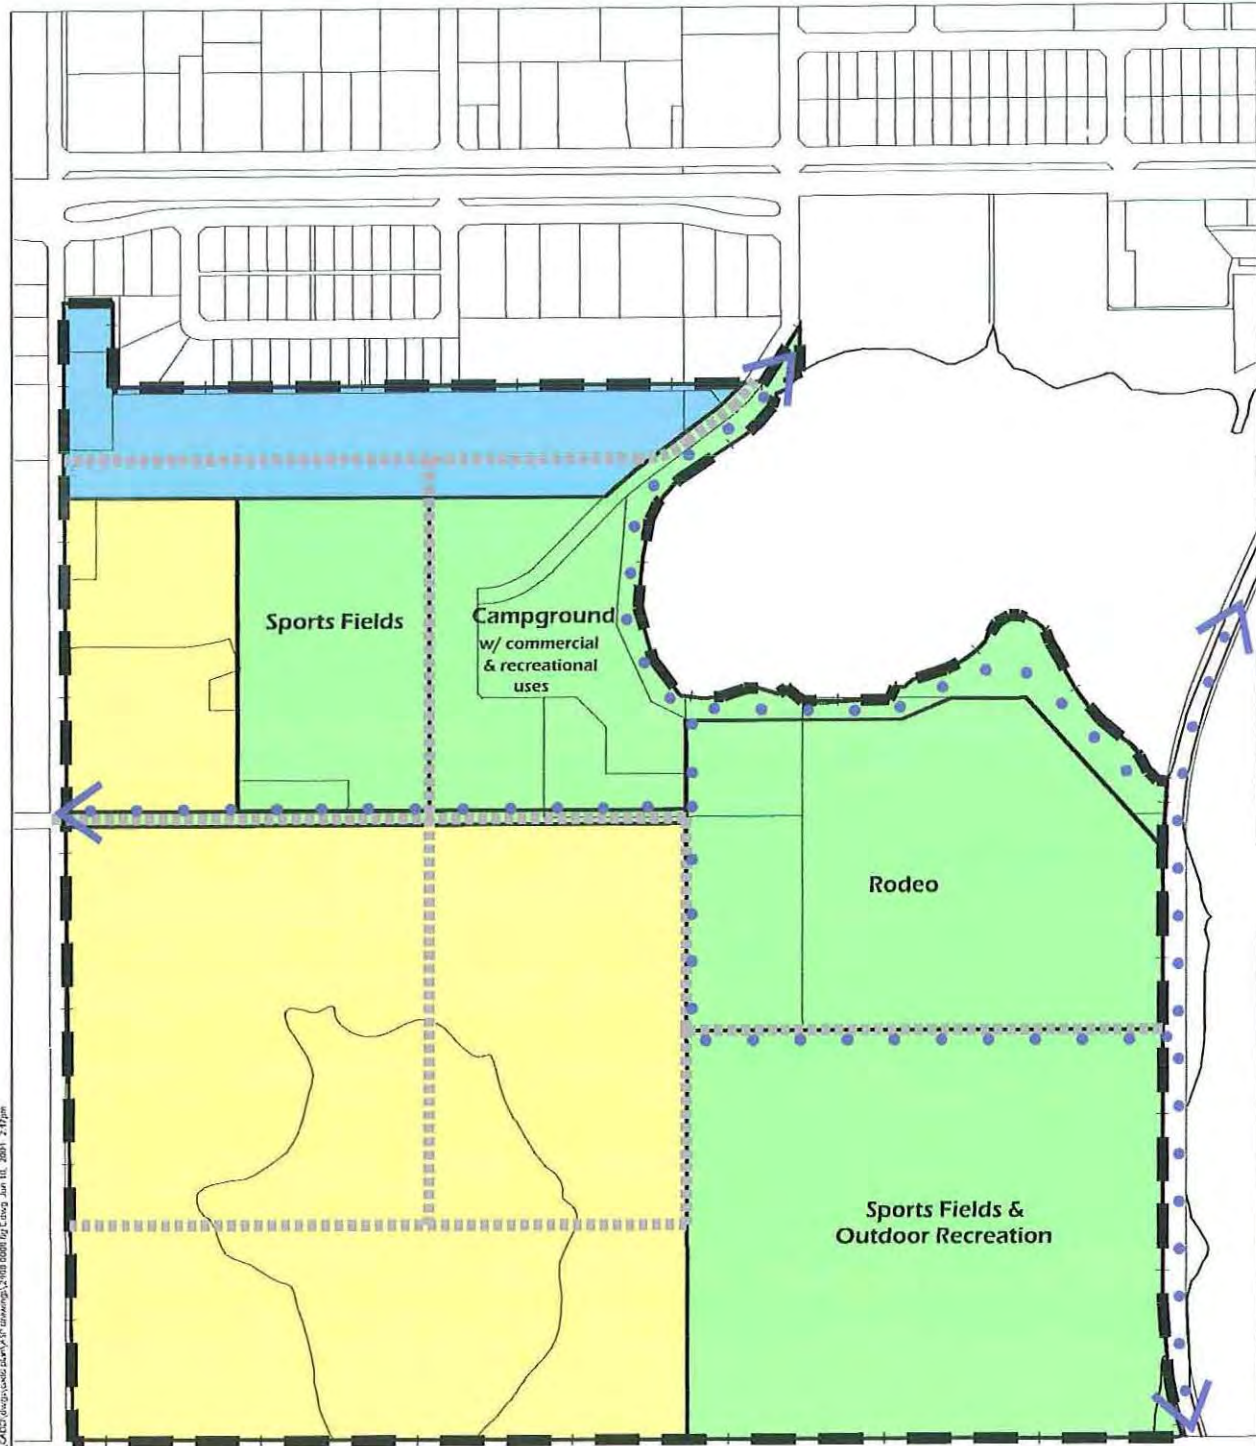 Sports Fields
Campground
w/ commercial
& recreational
uses
Rodeo
Sports Fields &
Outdoor Recreation